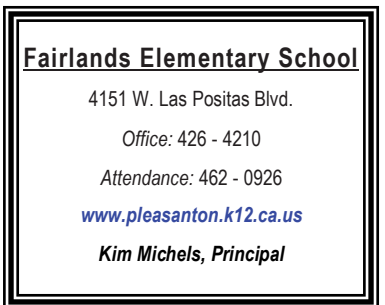 Fairlands Elementary School
4151 W. Las Positas Blvd.
Office: 426 - 4210
Attendance: 462 - 0926
www.pleasanton.k12.ca.us
Kim Michels, Principal